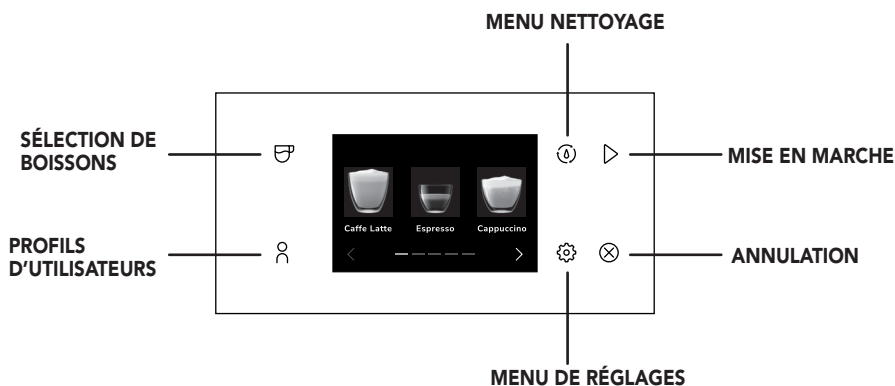 MENU NETTOYAGE
SÉLECTION DE
BOISSONS
MISE EN MARCHE
Caffe Latte
Espresso
Cappuccino
PROFILS
D'UTILISATEURS
ANNULATION
MENU DE RÉGLAGES